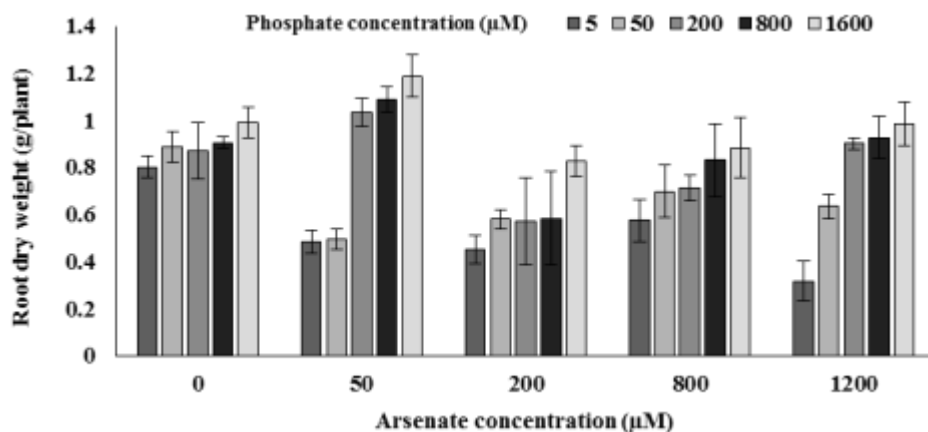 Phosphate concentration (µM) 5 50 200 800 1600
1.4
1.2
1
0.8
0.6
0.4
0.2
0
Root dry weight (g/plant)
0 50 200 800 1200
Arsenate concentration (µM)